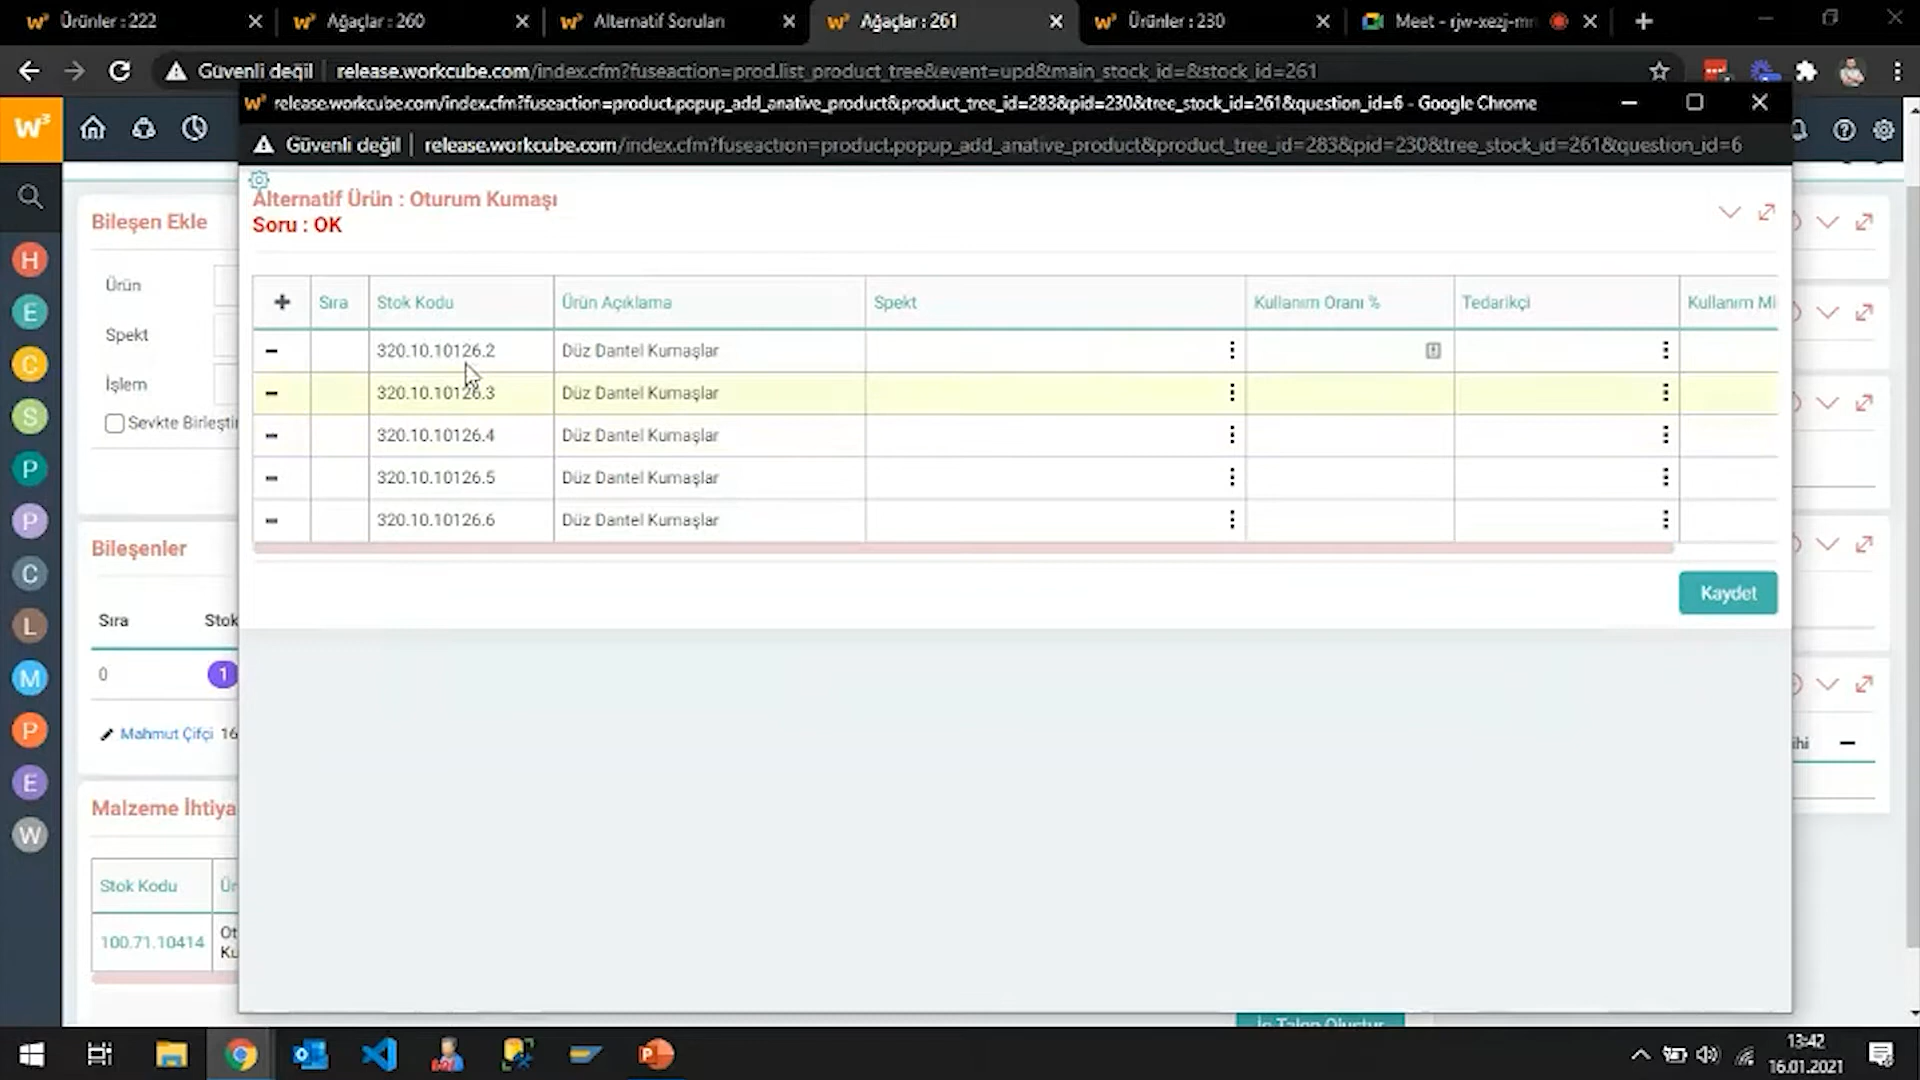 Ürünler : 222
Ağaçlar : 260
Alternatif Soruları
Ağaçlar : 261
Ürünler : 230
Meet - rjw-xezj-mr
Güvenli değil
release.workcube.com/index.cfm?fuseaction=prod.list_product_tree&event=upd&main_stock_id=&stock_id=261
release.workcube.com/index.cfm?fuseaction=product.popup_add_anative_product&product_tree_id=283&pid=230&tree_stock_id=261&question_id=6 - Google Chrome
Güvenli değil
release.workcube.com/index.cfm?fuseaction=product.popup_add_anative_product&product_tree_id=283&pid=230&tree_stock_id=261&question_id=6
Alternatif Ürün : Oturum Kumaşı
Soru : OK
Sıra Stok Kodu Ürün Açıklama Spekt Kullanım Oranı % Tedarikçi Kullanım Mi
320.10.10126.2 Düz Dantel Kumaşlar
320.10.10126.3 Düz Dantel Kumaşlar
320.10.10126.4 Düz Dantel Kumaşlar
320.10.10126.5 Düz Dantel Kumaşlar
320.10.10126.6 Düz Dantel Kumaşlar
Kaydet
Bileşen Ekle
Ürün
Spekt
İşlem
Sevkte Birleştir
Bileşenler
Sıra Stok
0 1
Mahmut Çifçi 16
Malzeme İhtiya
Stok Kodu Ür
100.71.10414 Ot
Ku
ihi
W3
H
E
C
S
P
P
C
L
M
P
E
W
İç Talep Oluştur
13:42
16.01.2021